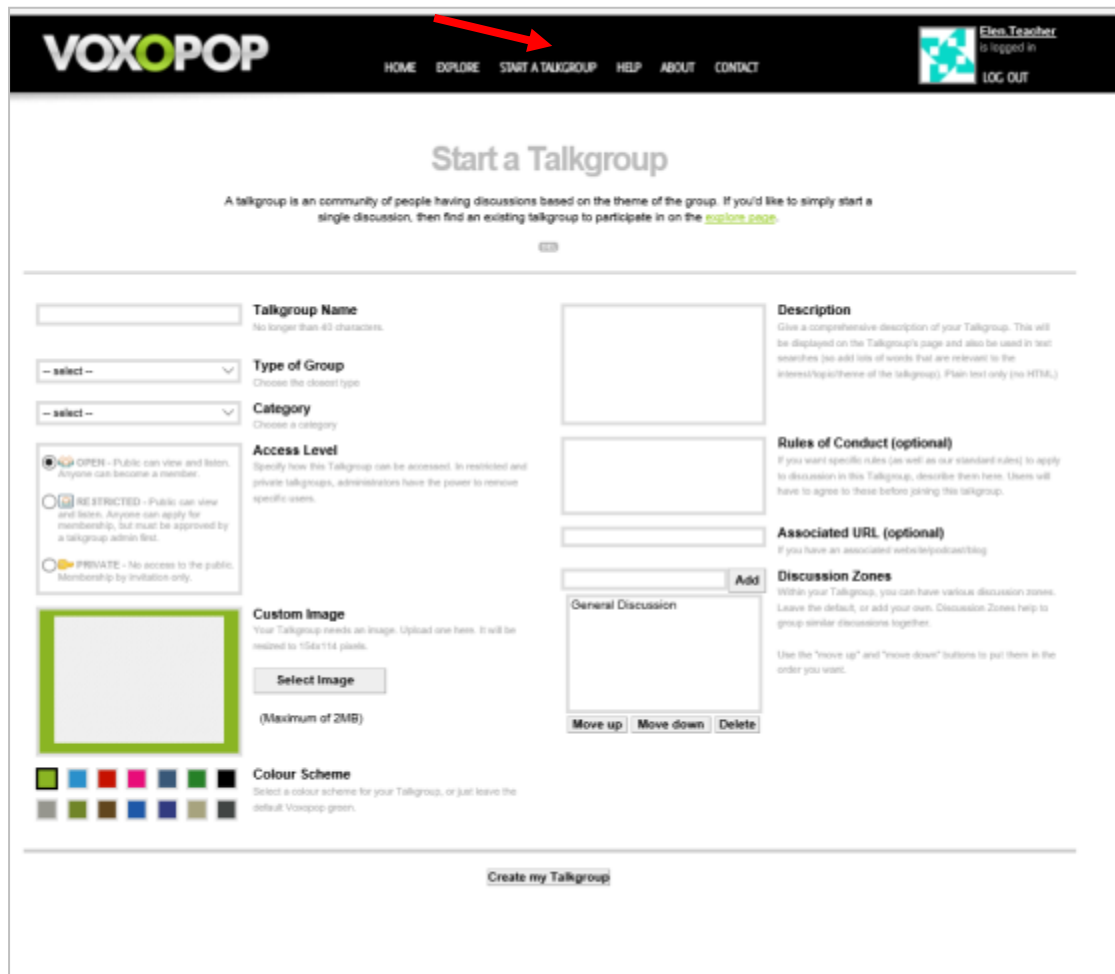 VOXOPOP
HOME EXPLORE START A TALKGROUP HELP ABOUT CONTACT
Elen.Teacher
is logged in
LOG OUT
Start a Talkgroup
A talkgroup is an community of people having discussions based on the theme of the group. If you'd like to simply start a
single discussion, then find an existing talkgroup to participate in on the explore page.
Talkgroup Name
No longer than 40 characters.
-- select --
Type of Group
Choose the closest type
-- select --
Category
Choose a category
OPEN - Public can view and listen.
Anyone can become a member.
RESTRICTED - Public can view
and listen. Anyone can apply for
membership, but must be approved by
a talkgroup admin first.
PRIVATE - No access to the public.
Membership by invitation only.
Access Level
Specify how this Talkgroup can be accessed. In restricted and
private talkgroups, administrators have the power to remove
specific users.
Custom Image
Your Talkgroup needs an image. Upload one here. It will be
resized to 154x114 pixels.
Select Image
(Maximum of 2MB)
Colour Scheme
Select a colour scheme for your Talkgroup, or just leave the
default Voxopop green.
Description
Give a comprehensive description of your Talkgroup. This will
be displayed on the Talkgroup's page and also be used in text
searches (so add lots of words that are relevant to the
interest/topic/theme of the talkgroup). Plain text only (no HTML)
Rules of Conduct (optional)
If you want specific rules (as well as our standard rules) to apply
to discussion in this Talkgroup, describe them here. Users will
have to agree to these before joining this talkgroup.
Associated URL (optional)
If you have an associated website/podcast/blog
Add
General Discussion
Move up Move down Delete
Discussion Zones
Within your Talkgroup, you can have various discussion zones.
Leave the default, or add your own. Discussion Zones help to
group similar discussions together.
Use the "move up" and "move down" buttons to put them in the
order you want.
Create my Talkgroup